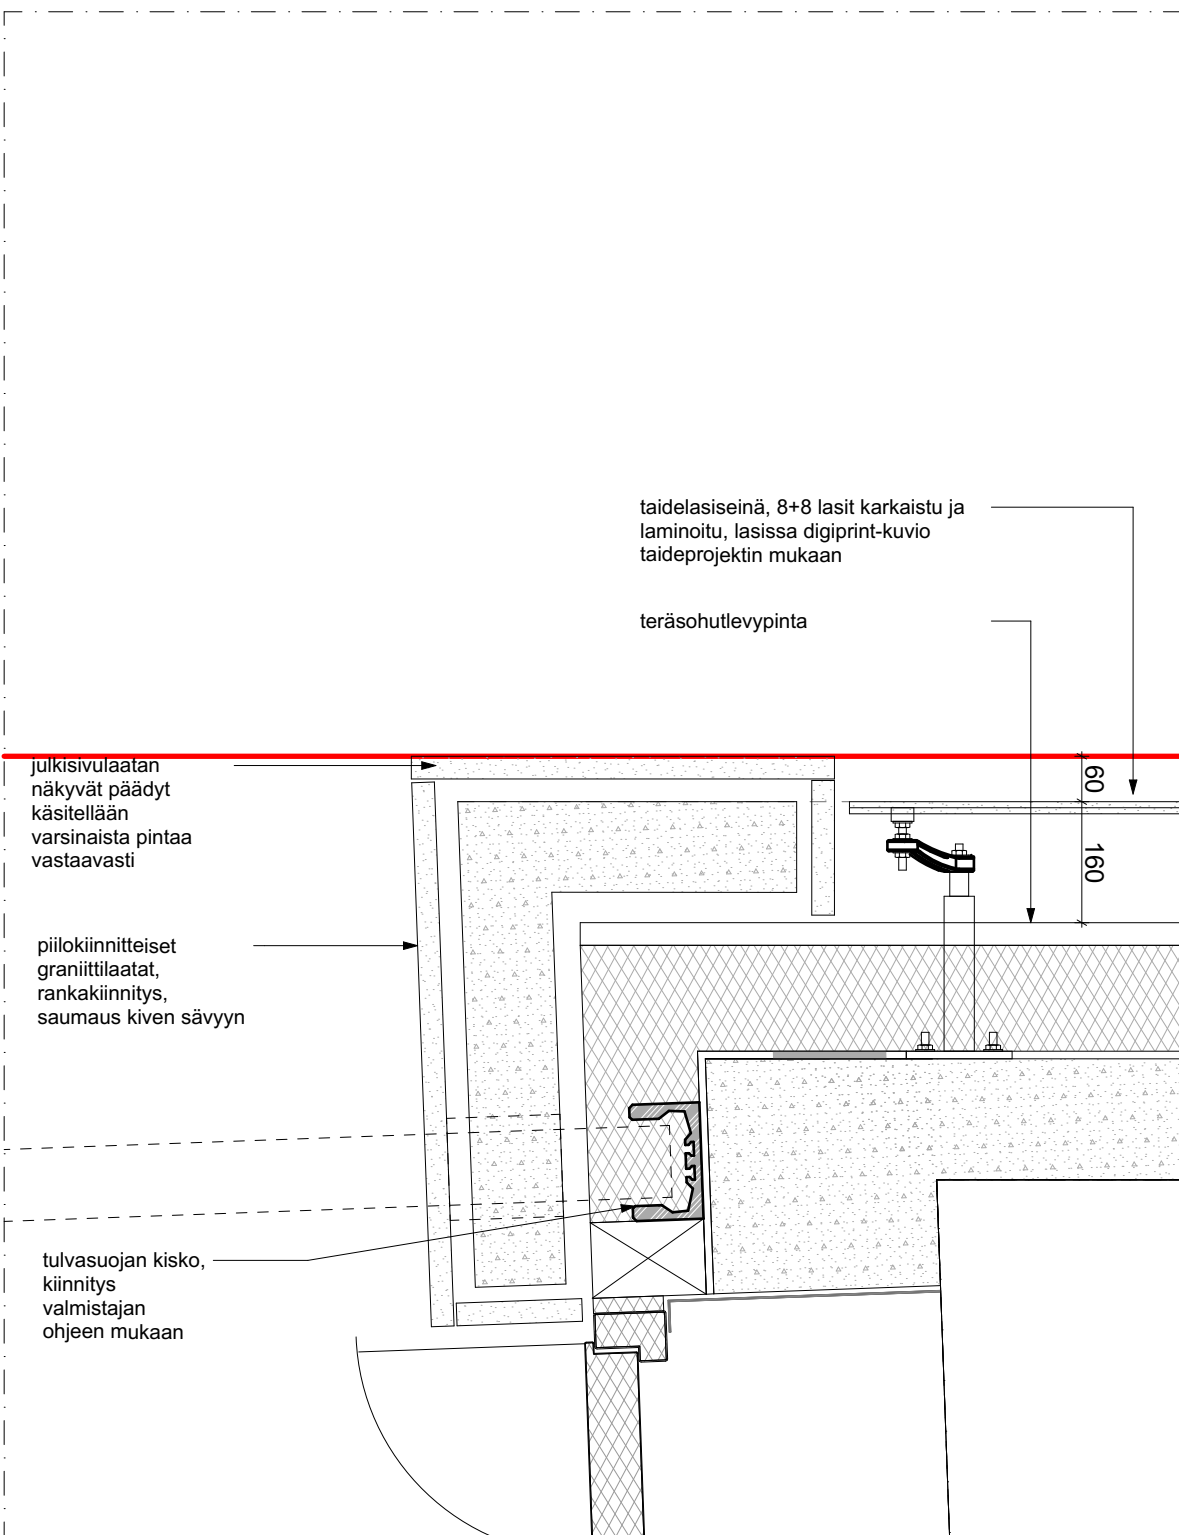 taidelasiseinä, 8+8 lasit karkaistu ja
laminoitu, lasissa digiprint-kuvio
taideprojektin mukaan
teräsohutlevypinta
julkisivulaatan
näkyvät päädyt
käsitellään
varsinaista pintaa
vastaavasti
60
160
piilokiinnitteiset
graniittilaatat,
rankakiinnitys,
saumaus kiven sävyyn
tulvasuojan kisko,
kiinnitys
valmistajan
ohjeen mukaan